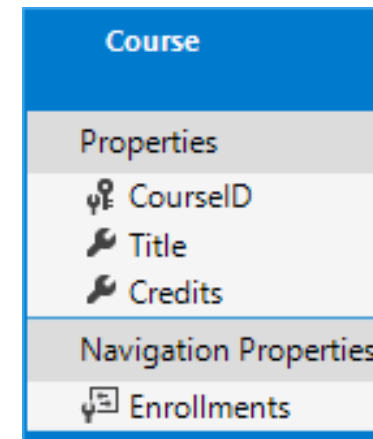 Course
Properties
CourseID
Title
Credits
Navigation Properties
Enrollments